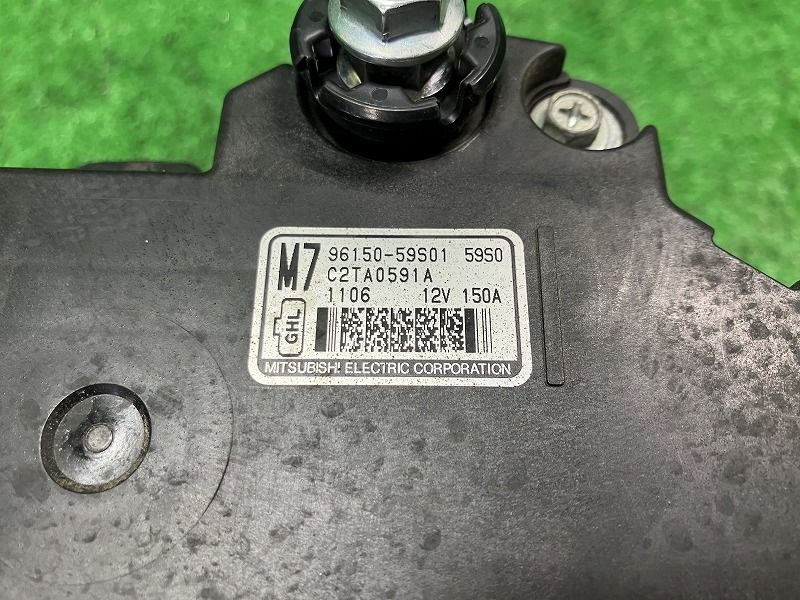 M7 96150-59S01 59S0
C2TA0591A
1106 12V 150A
GHL
MITSUBISHI ELECTRIC CORPORATION